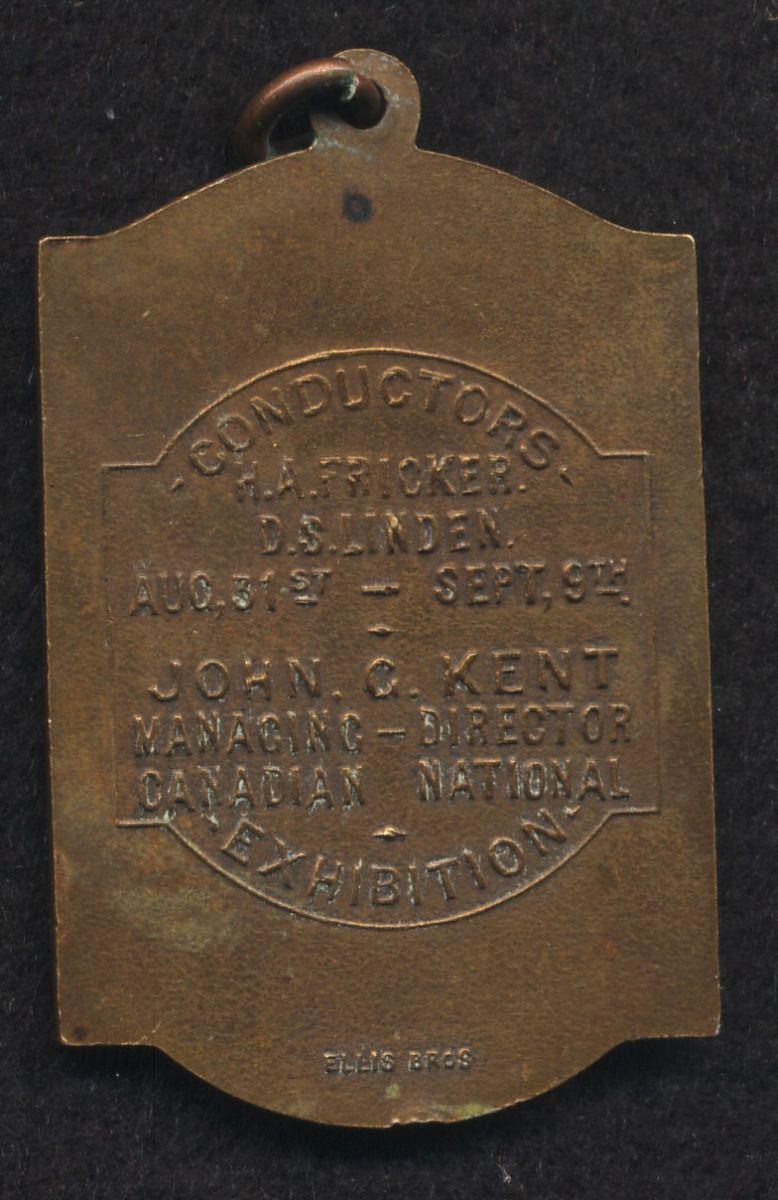 - CONDUCTORS -
H.A. FRICKER.
D.S. LINDEN.
AUG, 31ST — SEPT, 9TH.
JOHN. G. KENT
MANAGING — DIRECTOR
CANADIAN NATIONAL
- EXHIBITION -
ELLIS BROS